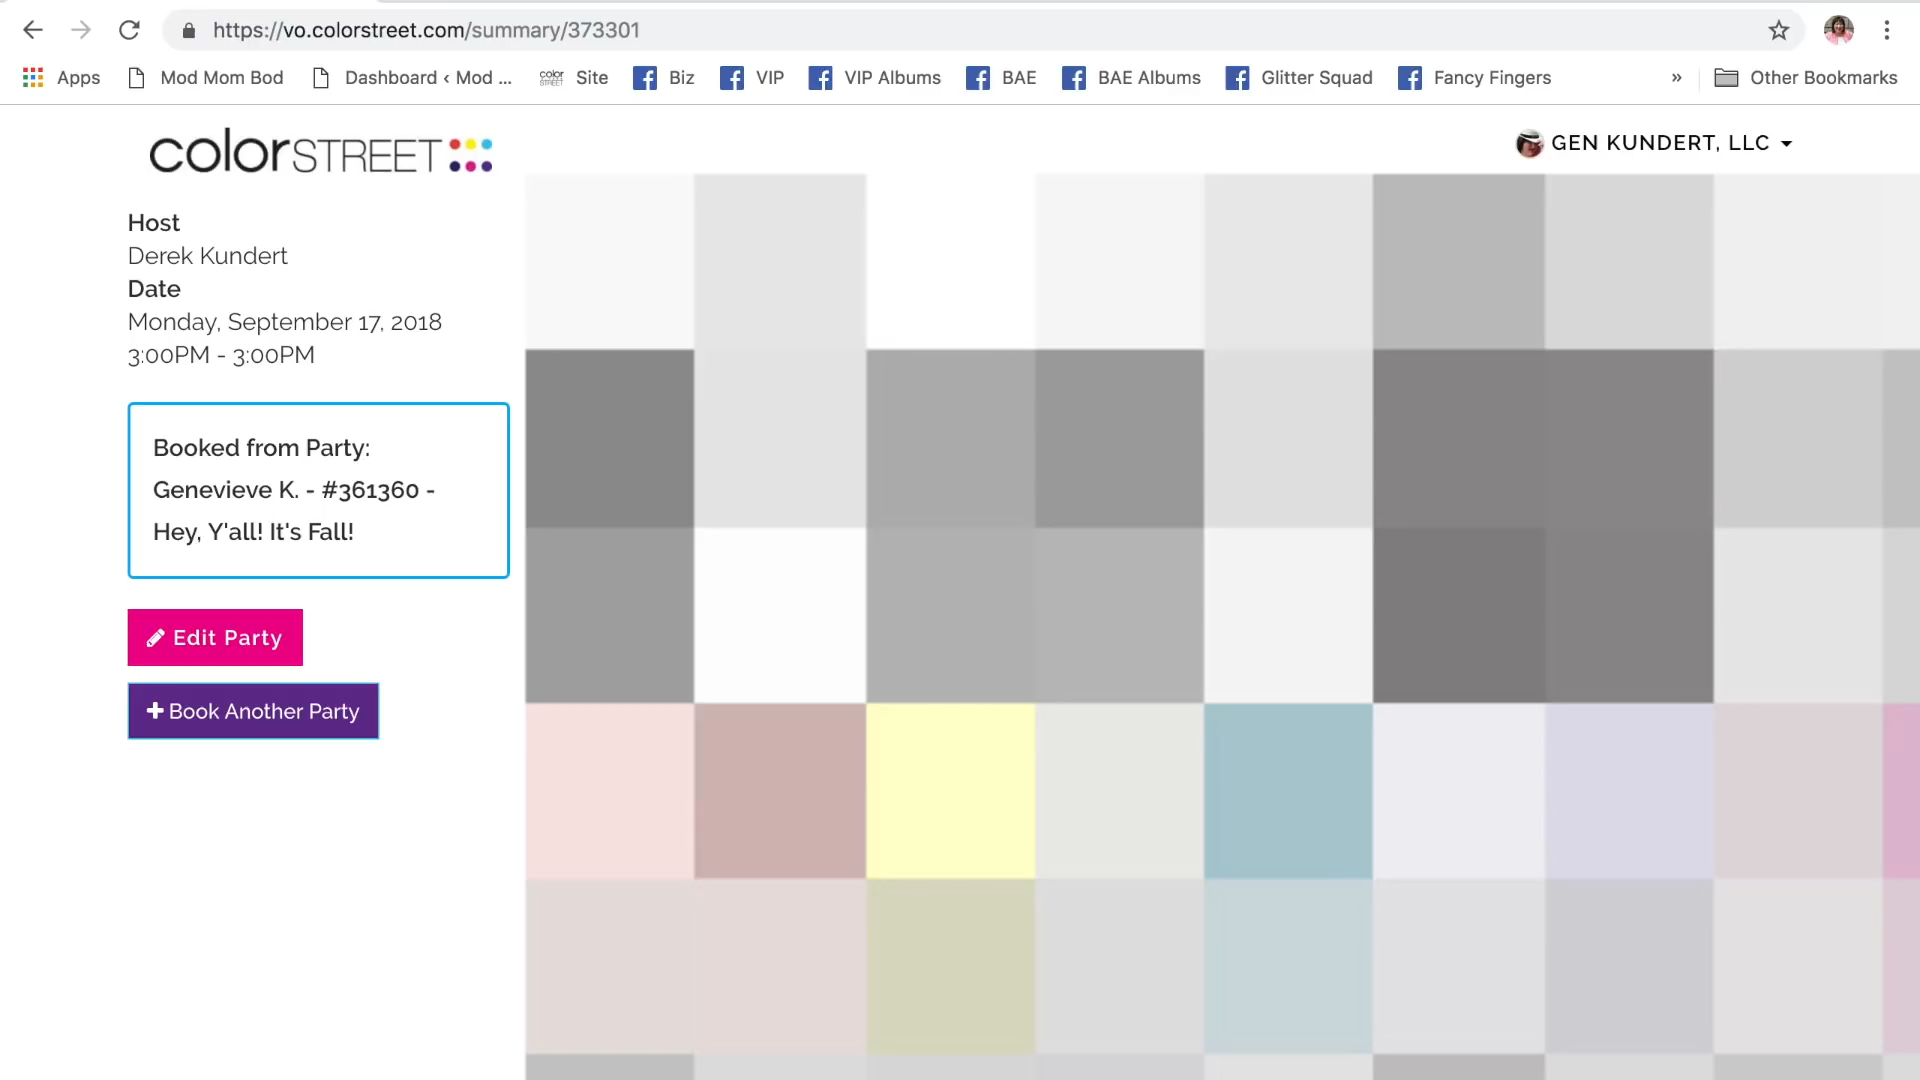 https://vo.colorstreet.com/summary/373301
Apps Mod Mom Bod Dashboard ‹ Mod ... color STREET Site Biz VIP VIP Albums BAE BAE Albums Glitter Squad Fancy Fingers » Other Bookmarks
colorSTREET
GEN KUNDERT, LLC
Host
Derek Kundert
Date
Monday, September 17, 2018
3:00PM - 3:00PM
Booked from Party:
Genevieve K. - #361360 -
Hey, Y'all! It's Fall!
Edit Party
Book Another Party